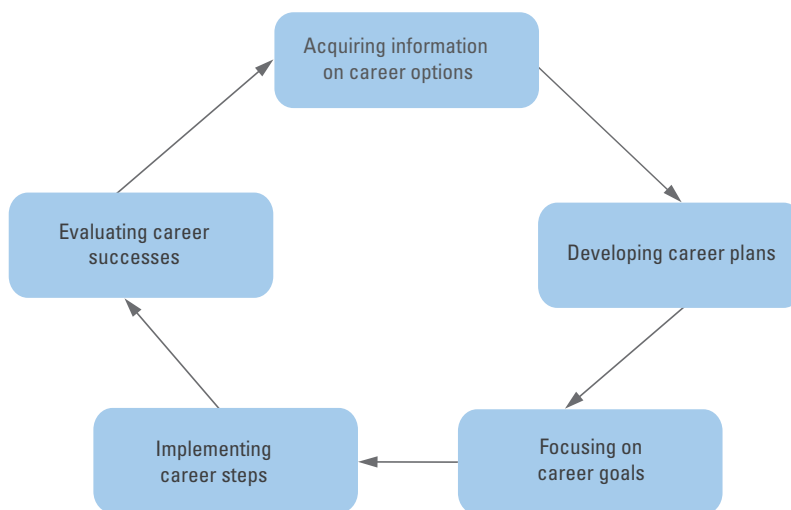 Acquiring information
on career options
Developing career plans
Focusing on
career goals
Implementing
career steps
Evaluating career
successes